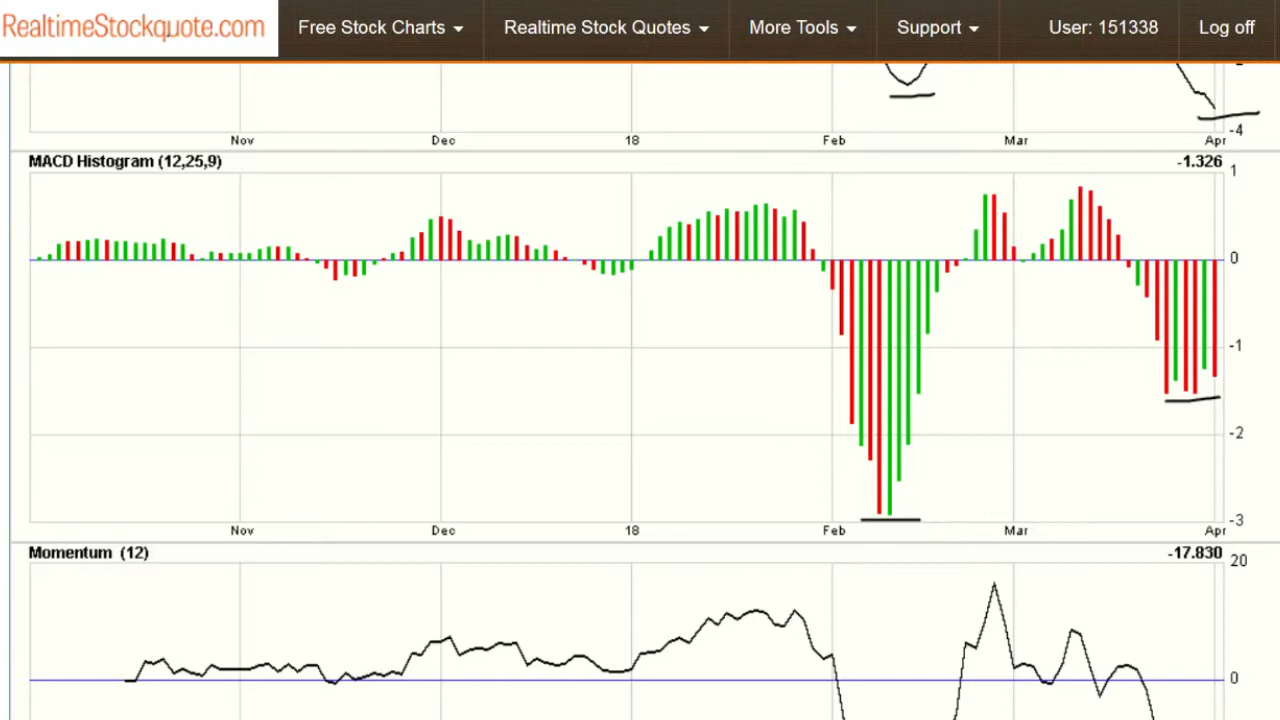 RealtimeStockquote.com Free Stock Charts Realtime Stock Quotes More Tools Support User: 151338 Log off
-4
Nov Dec 18 Feb Mar Apr
MACD Histogram (12,25,9) -1.326
1
0
-1
-2
-3
Nov Dec 18 Feb Mar Apr
Momentum (12) -17.830
20
0